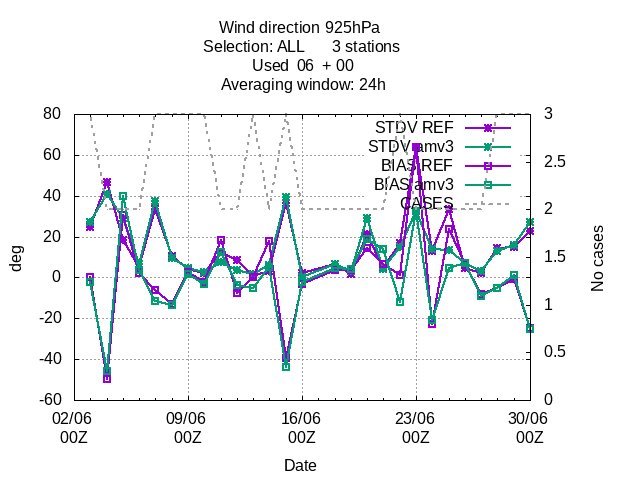 Wind direction 925hPa
Selection: ALL 3 stations
Used 06 + 00
Averaging window: 24h
80
60
40
20
0
-20
-40
-60
deg
3
2.5
2
1.5
1
0.5
0
No cases
STDV REF
STDV amv3
BIAS REF
BIAS amv3
CASES
02/06 09/06 16/06 23/06 30/06
00Z 00Z 00Z 00Z 00Z
Date